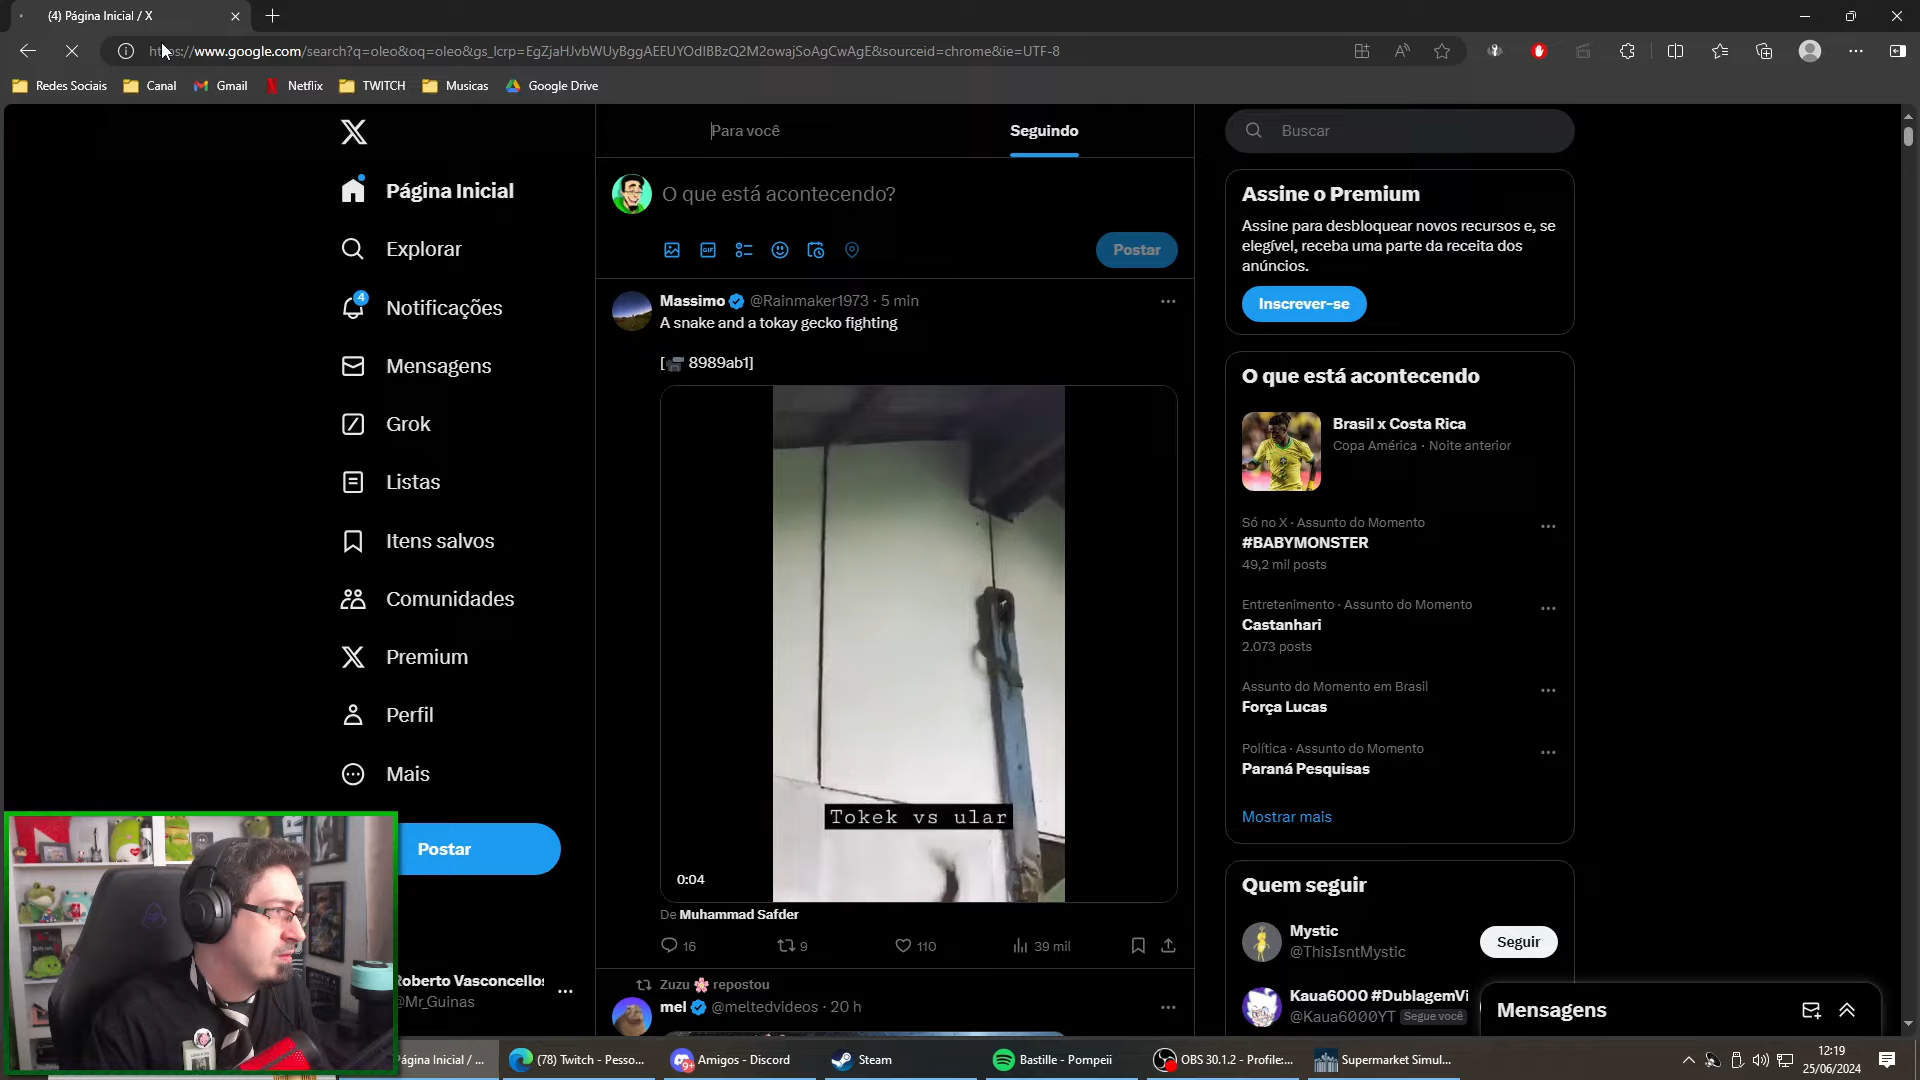 (4) Página Inicial / X
https://www.google.com/search?q=oleo&oq=oleo&gs_lcrp=EgZjaHJvbWUyBggAEEUYOdIBBzQ2M2owajSoAgCwAgE&sourceid=chrome&ie=UTF-8
Redes Sociais
Canal
Gmail
Netflix
TWITCH
Musicas
Google Drive
Página Inicial
Explorar
4
Notificações
Mensagens
Grok
Listas
Itens salvos
Comunidades
Premium
Perfil
Mais
Postar
Roberto Vasconcellos
@Mr_Guinas
Para você
Seguindo
O que está acontecendo?
GIF
Postar
Massimo @Rainmaker1973 · 5 min
A snake and a tokay gecko fighting
[📹 8989ab1]
Tokek vs ular
0:04
De Muhammad Safder
16
9
110
39 mil
Zuzu 🌸 repostou
mel @meltedvideos · 20 h
Buscar
Assine o Premium
Assine para desbloquear novos recursos e, se
elegível, receba uma parte da receita dos
anúncios.
Inscrever-se
O que está acontecendo
Brasil x Costa Rica
Copa América · Noite anterior
Só no X · Assunto do Momento
#BABYMONSTER
49,2 mil posts
Entretenimento · Assunto do Momento
Castanhari
2.073 posts
Assunto do Momento em Brasil
Força Lucas
Política · Assunto do Momento
Paraná Pesquisas
Mostrar mais
Quem seguir
Mystic
@ThisIsntMystic
Seguir
Kaua6000 #DublagemVi
@Kaua6000YT Segue você
Mensagens
Página Inicial / ...
(78) Twitch - Pesso...
9+
Amigos - Discord
Steam
Bastille - Pompeii
OBS 30.1.2 - Profile:...
Supermarket Simul...
12:19
25/06/2024